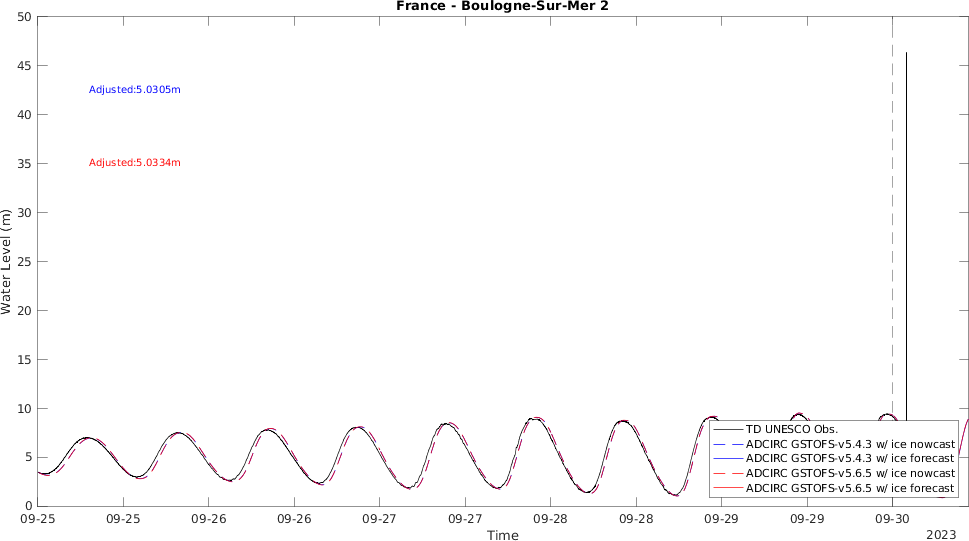 France - Boulogne-Sur-Mer 2
50
45
40
35
30
25
20
15
10
5
0
Water Level (m)
Adjusted:5.0305m
Adjusted:5.0334m
TD UNESCO Obs.
ADCIRC GSTOFS-v5.4.3 w/ ice nowcast
ADCIRC GSTOFS-v5.4.3 w/ ice forecast
ADCIRC GSTOFS-v5.6.5 w/ ice nowcast
ADCIRC GSTOFS-v5.6.5 w/ ice forecast
09-25 09-25 09-26 09-26 09-27 09-27 09-28 09-28 09-29 09-29 09-30
Time
2023